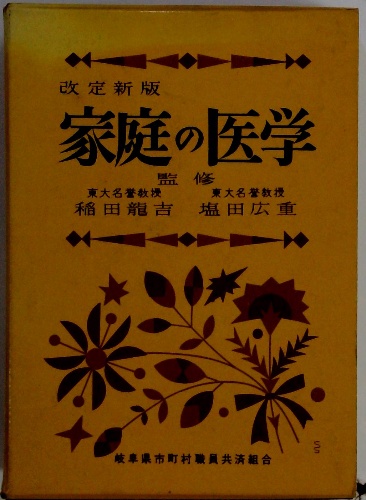 改定新版
家庭の医学
監修
東大名誉教授 東大名誉教授
稲田龍吉 塩田広重
岐阜県市町村職員共済組合